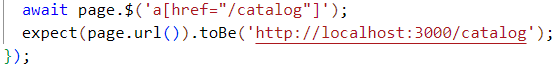 await page.$('a[href="/catalog"]');
expect(page.url()).toBe('http://localhost:3000/catalog');
});